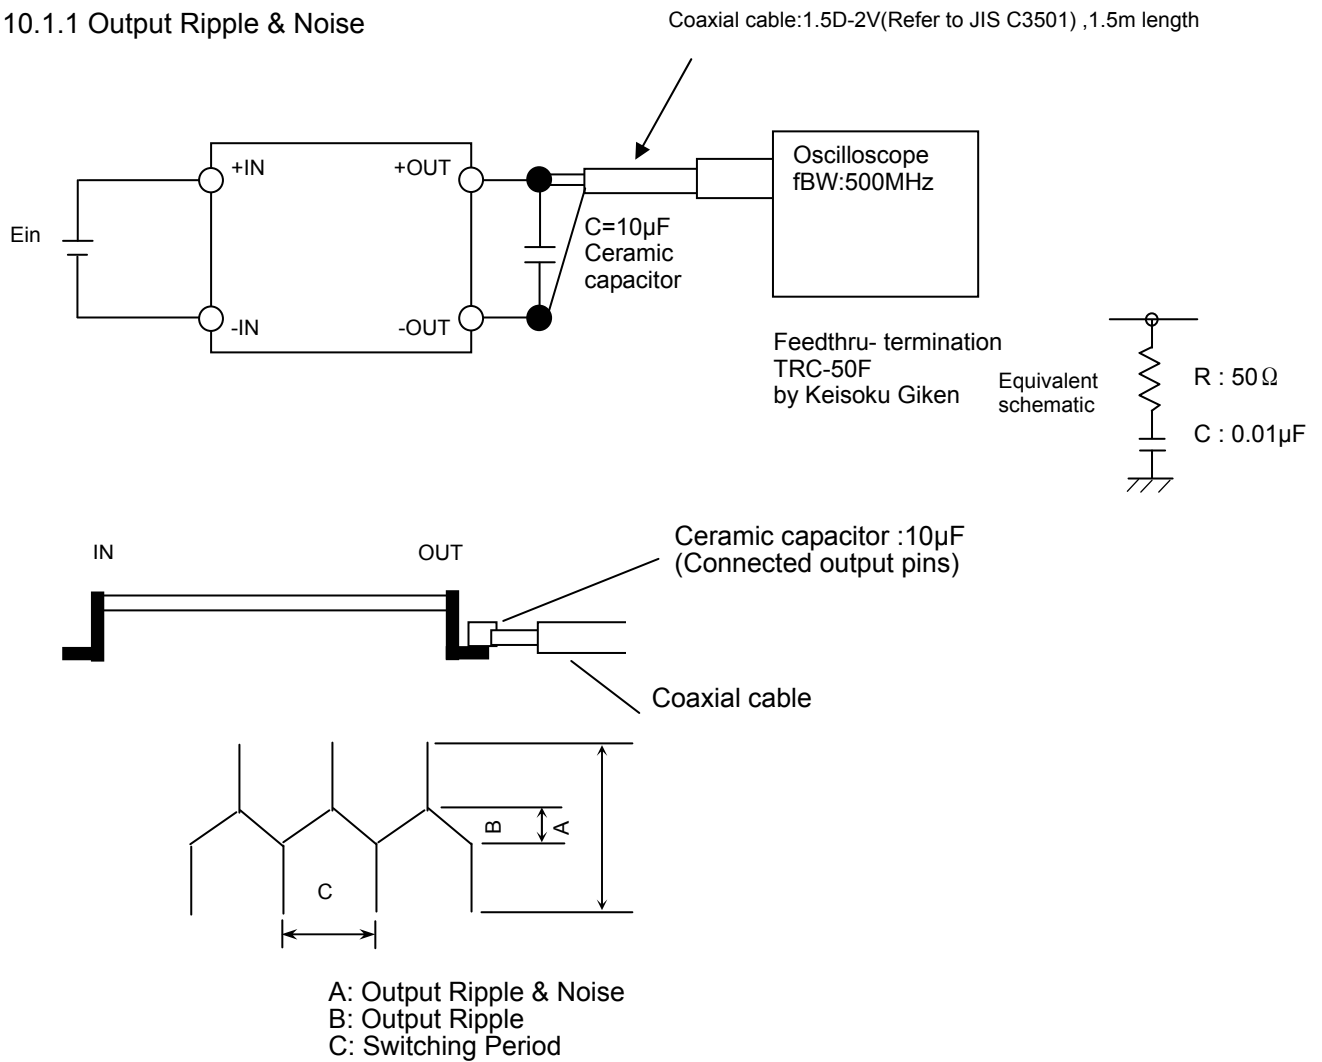 10.1.1 Output Ripple & Noise
Coaxial cable:1.5D-2V(Refer to JIS C3501) ,1.5m length
+IN
+OUT
Oscilloscope
fBW:500MHz
Ein
C=10μF
Ceramic
capacitor
-IN
-OUT
Feedthru- termination
TRC-50F
by Keisoku Giken
Equivalent
schematic
R : 50Ω
C : 0.01μF
IN
OUT
Ceramic capacitor :10μF
(Connected output pins)
Coaxial cable
B
A
C
A: Output Ripple & Noise
B: Output Ripple
C: Switching Period